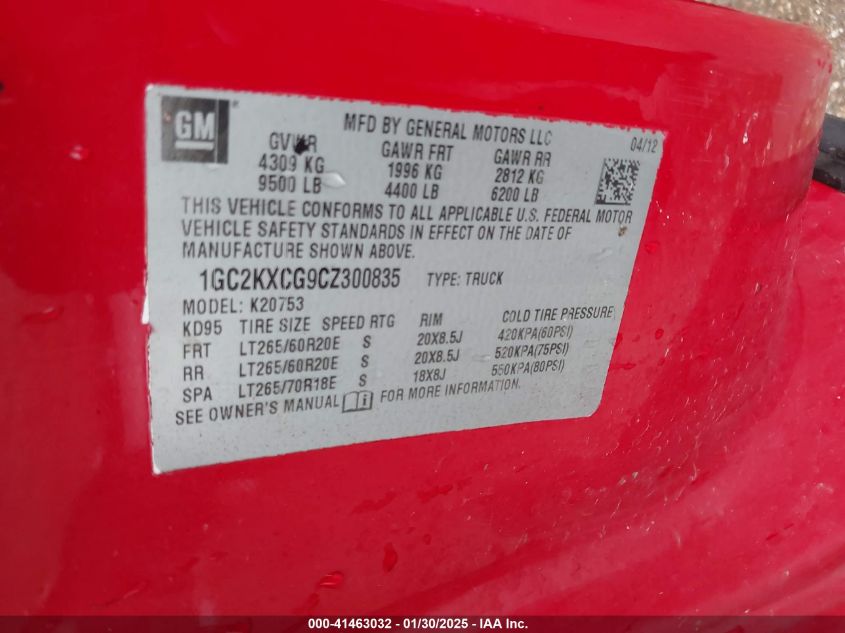 GM
MFD BY GENERAL MOTORS LLC
04/12
GVWR GAWR FRT GAWR RR
4309 KG 1996 KG 2812 KG
9500 LB 4400 LB 6200 LB
THIS VEHICLE CONFORMS TO ALL APPLICABLE U.S. FEDERAL MOTOR
VEHICLE SAFETY STANDARDS IN EFFECT ON THE DATE OF
MANUFACTURE SHOWN ABOVE.
1GC2KXCG9CZ300835 TYPE: TRUCK
MODEL: K20753
KD95 TIRE SIZE SPEED RTG RIM COLD TIRE PRESSURE
FRT LT265/60R20E S 20X8.5J 420KPA(60PSI)
RR LT265/60R20E S 20X8.5J 520KPA(75PSI)
SPA LT265/70R18E S 18X8J 550KPA(80PSI)
SEE OWNER'S MANUAL i FOR MORE INFORMATION.
000-41463032 - 01/30/2025 - IAA Inc.